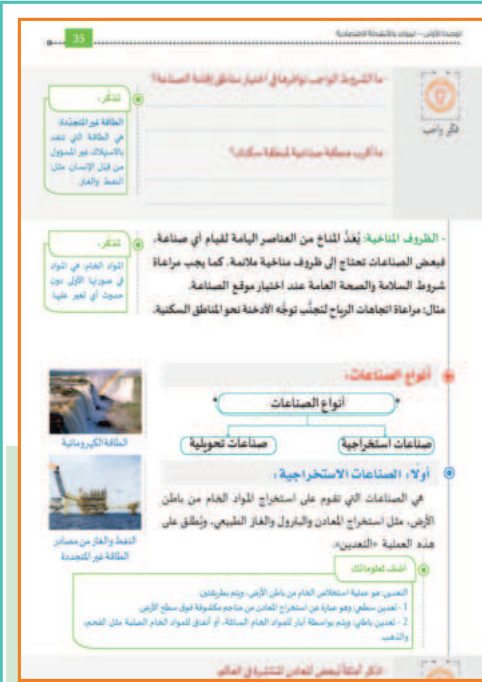 الوحدة الأولى – الموارد والأنشطة الاقتصادية
35
- ما الشروط الواجب توافرها في اختيار مناطق إقامة الصناعة؟
فكر وأجب
تذكر:
الطاقة غير المتجددة:
هي الطاقة التي تنفد
بالاستهلاك غير المسؤول
من قِبَل الإنسان مثل:
النفط والغاز.
- ما أقرب منطقة صناعية لمنطقة سكنك؟
- الظروف المناخية: يُعَدُّ المناخ من العناصر الهامة لقيام أي صناعة،
فبعض الصناعات تحتاج إلى ظروف مناخية ملائمة. كما يجب مراعاة
شروط السلامة والصحة العامة عند اختيار موقع الصناعة.
مثال: مراعاة اتجاهات الرياح لتجنُّب توجُّه الأدخنة نحو المناطق السكنية.
تذكر:
المواد الخام: هي المواد
في صورتها الأولى دون
حدوث أي تغير عليها.
أنواع الصناعات:
أنواع الصناعات
صناعات استخراجية
صناعات تحويلية
الطاقة الكهرومائية
أولًا: الصناعات الاستخراجية:
هي الصناعات التي تقوم على استخراج المواد الخام من باطن
الأرض، مثل استخراج المعادن والبترول والغاز الطبيعي، ويُطلق على
هذه العملية «التعدين».
النفط والغاز من مصادر
الطاقة غير المتجددة
أضف لمعلوماتك
التعدين: هو عملية استخلاص الخام من باطن الأرض، ويتم بطريقتين:
1 - تعدين سطحي: وهو عبارة عن استخراج المعادن من مناجم مكشوفة فوق سطح الأرض.
2 - تعدين باطني: ويتم بواسطة آبار للمواد الخام السائلة، أو أنفاق للمواد الخام الصلبة مثل الفحم،
والذهب.
- اذكر أمثلة لبعض المعادن المنتشرة في العالم.